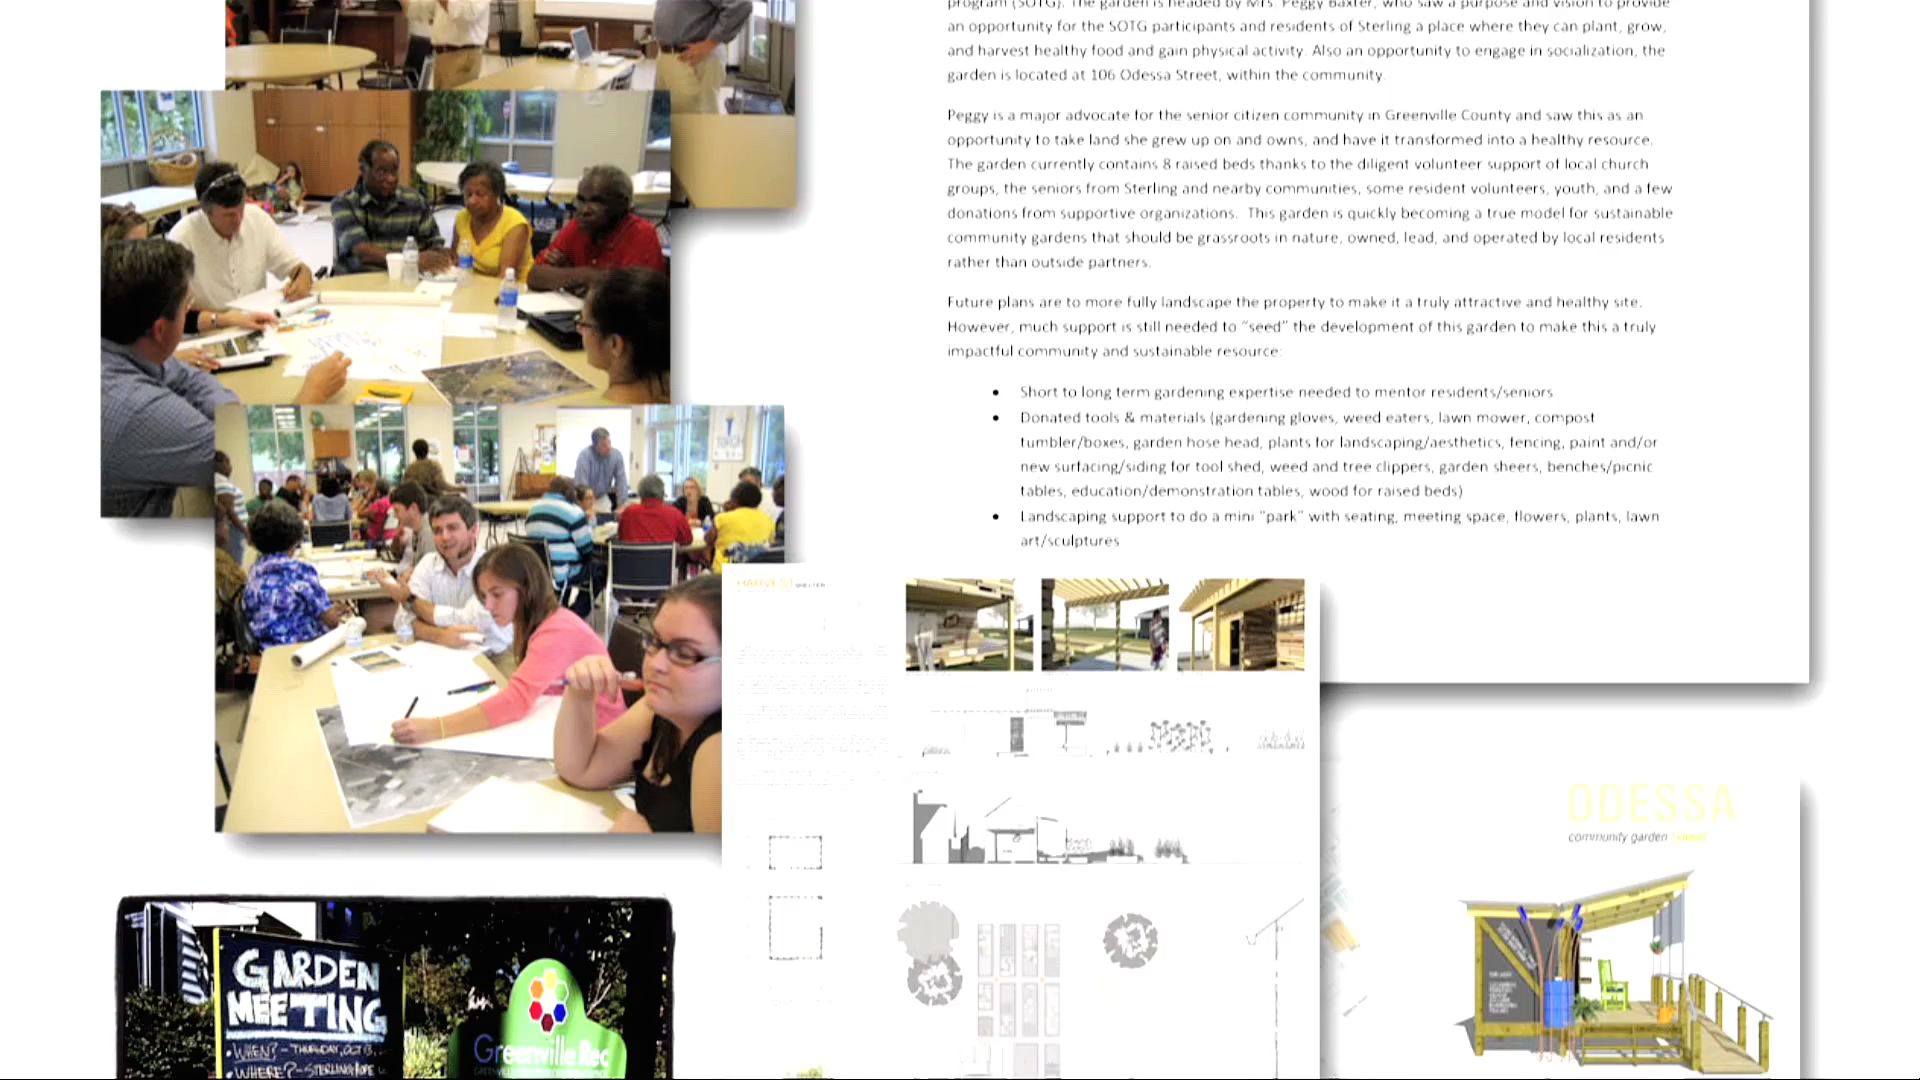 program (SOTG). The garden is headed by Mrs. Peggy Baxter, who saw a purpose and vision to provide
an opportunity for the SOTG participants and residents of Sterling a place where they can plant, grow,
and harvest healthy food and gain physical activity. Also an opportunity to engage in socialization, the
garden is located at 106 Odessa Street, within the community.
Peggy is a major advocate for the senior citizen community in Greenville County and saw this as an
opportunity to take land she grew up on and owns, and have it transformed into a healthy resource.
The garden currently contains 8 raised beds thanks to the diligent volunteer support of local church
groups, the seniors from Sterling and nearby communities, some resident volunteers, youth, and a few
donations from supportive organizations. This garden is quickly becoming a true model for sustainable
community gardens that should be grassroots in nature, owned, lead, and operated by local residents
rather than outside partners.
Future plans are to more fully landscape the property to make it a truly attractive and healthy site.
However, much support is still needed to “seed” the development of this garden to make this a truly
impactful community and sustainable resource:
• Short to long term gardening expertise needed to mentor residents/seniors
• Donated tools & materials (gardening gloves, weed eaters, lawn mower, compost
tumbler/boxes, garden hose head, plants for landscaping/aesthetics, fencing, paint and/or
new surfacing/siding for tool shed, weed and tree clippers, garden sheers, benches/picnic
tables, education/demonstration tables, wood for raised beds)
• Landscaping support to do a mini “park” with seating, meeting space, flowers, plants, lawn
art/sculptures
HARVEST SHELTER
ODESSA
community garden
GARDEN
MEETING
• WHEN? - THURSDAY, OCT 13
• WHERE? - STERLING HOPE
Greenville Rec